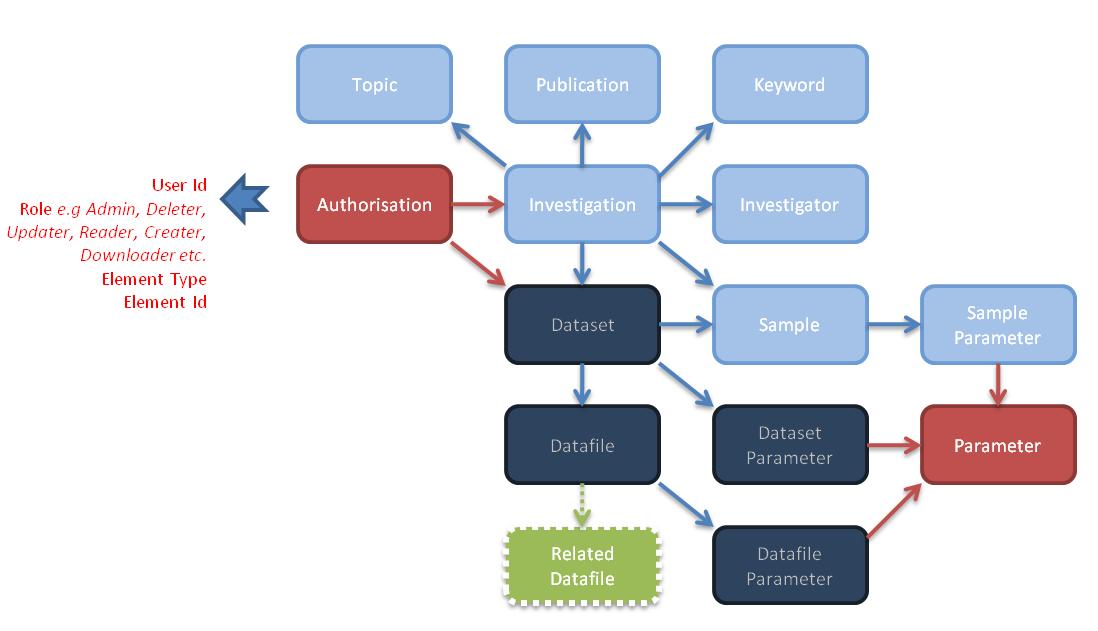 Topic
Publication
Keyword
User Id
Role e.g Admin, Deleter,
Updater, Reader, Creater,
Downloader etc.
Element Type
Element Id
Authorisation
Investigation
Investigator
Dataset
Sample
Sample
Parameter
Datafile
Dataset
Parameter
Parameter
Related
Datafile
Datafile
Parameter